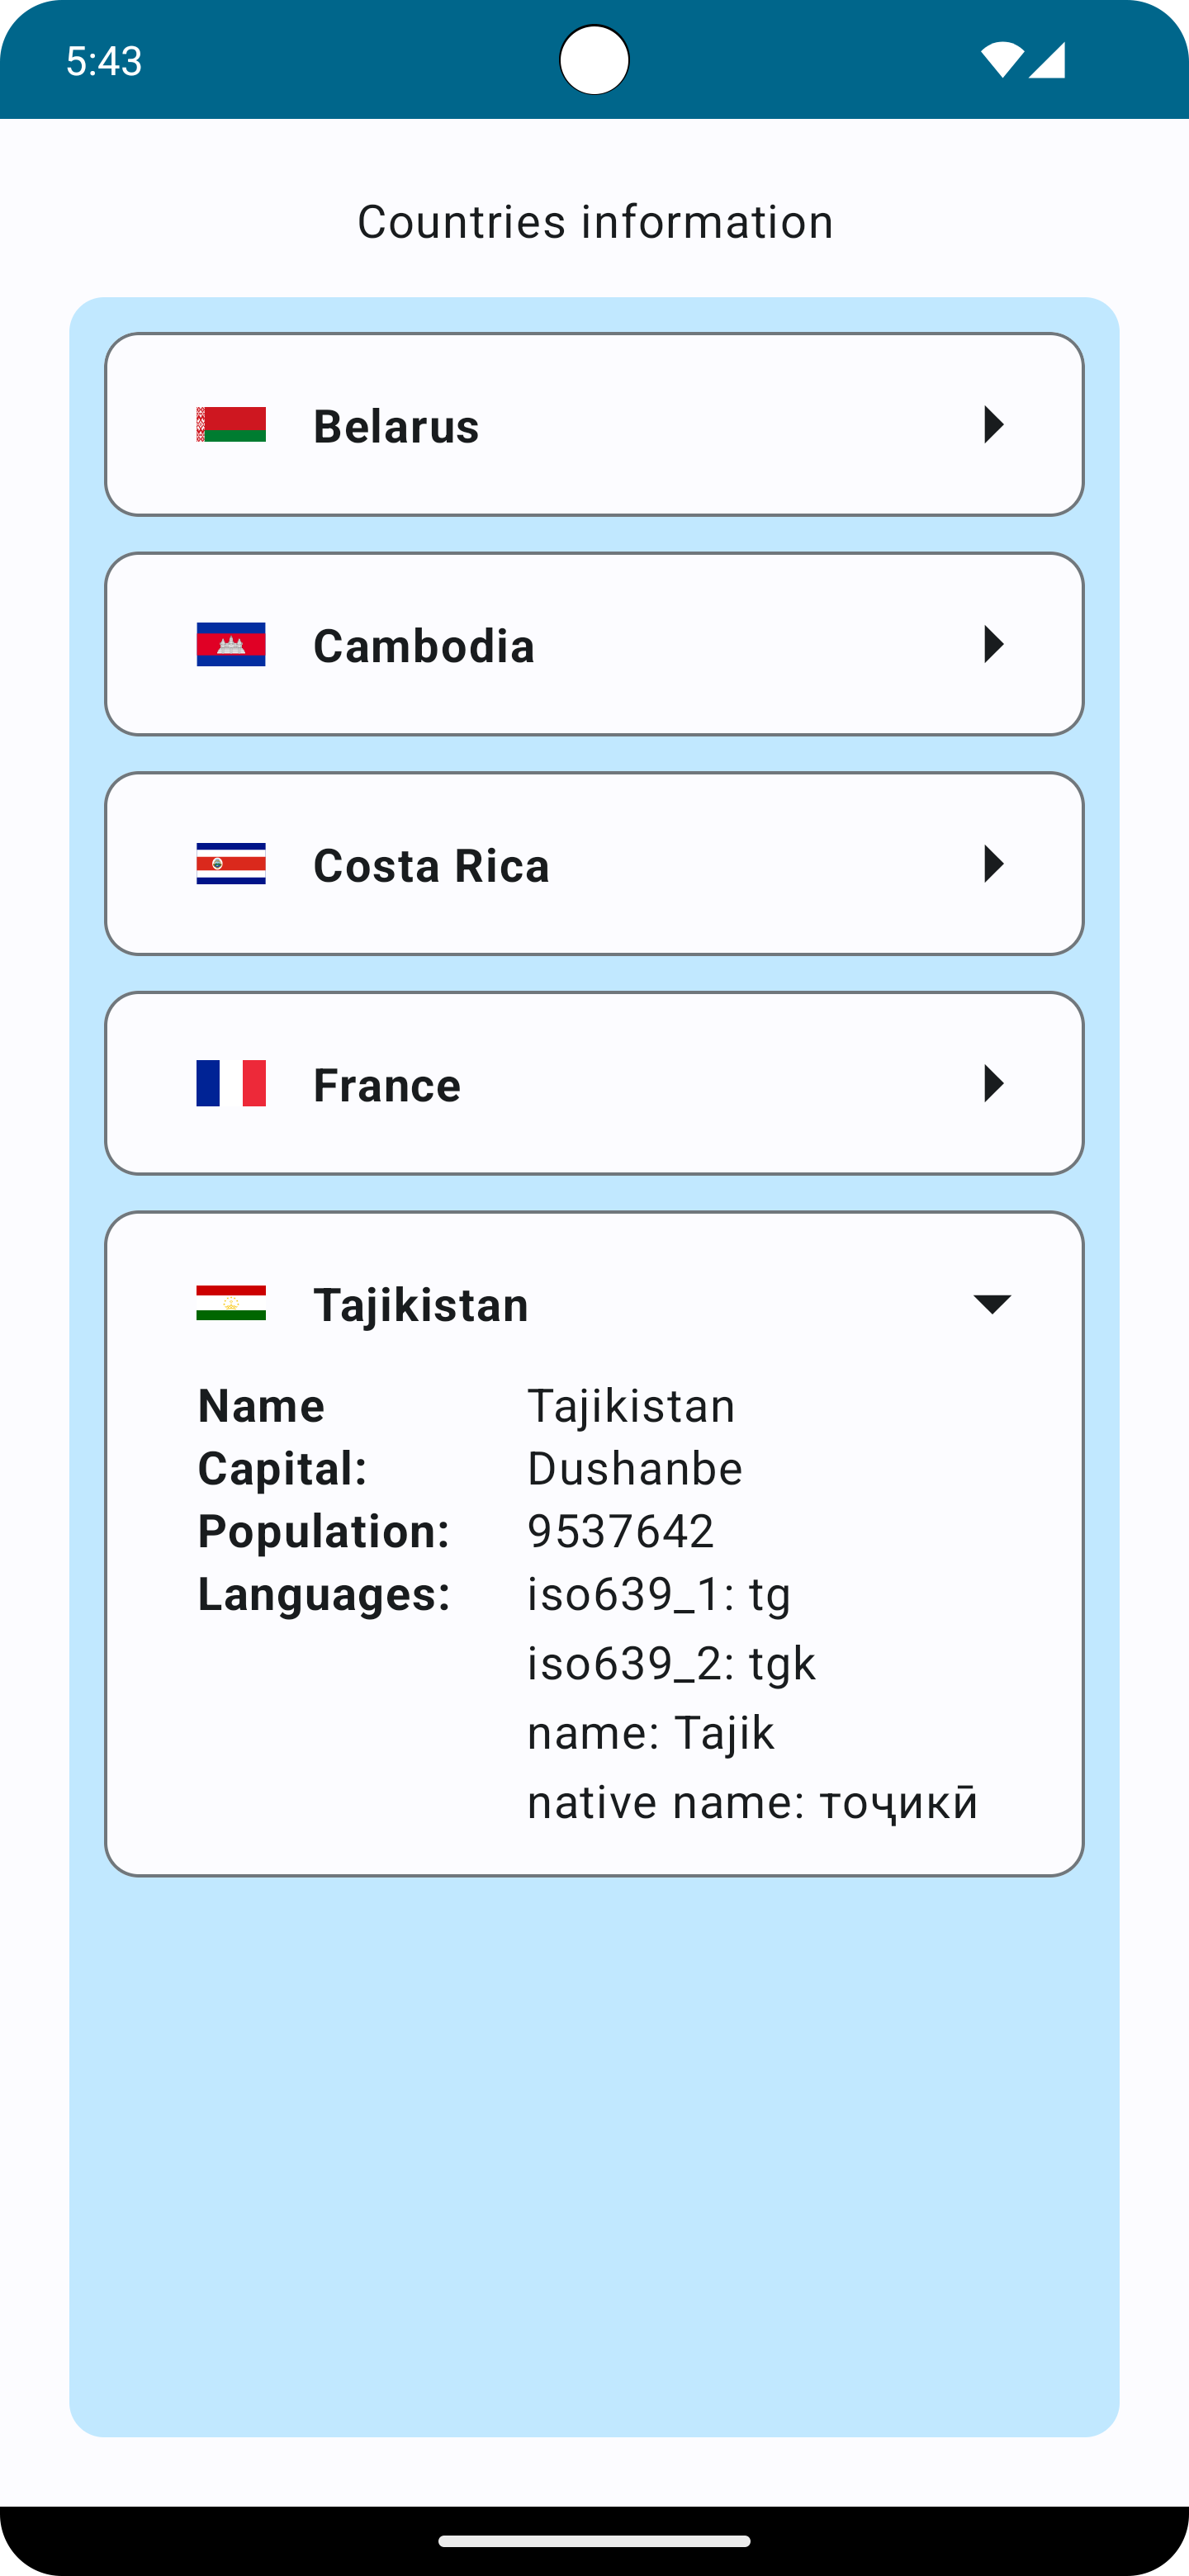 5:43
Countries information
Belarus
Cambodia
Costa Rica
France
Tajikistan
Name Tajikistan
Capital: Dushanbe
Population: 9537642
Languages: iso639_1: tg
iso639_2: tgk
name: Tajik
native name: тоҷикӣ